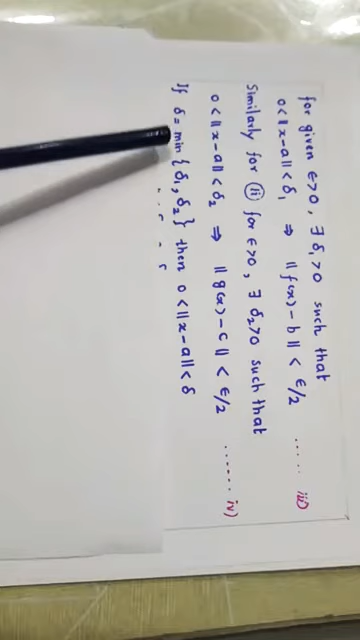 for given ϵ>0, ∃ δ₁>0 such that
0<||x-a||<δ₁ ⇒ ||f(x)-b||<ϵ/2 ..... iii)
Similarly for (ii) for ϵ>0, ∃ δ₂>0 such that
0<||x-a||<δ₂ ⇒ ||g(x)-c||<ϵ/2 ...... iv)
If δ=min{δ₁,δ₂} then 0<||x-a||<δ